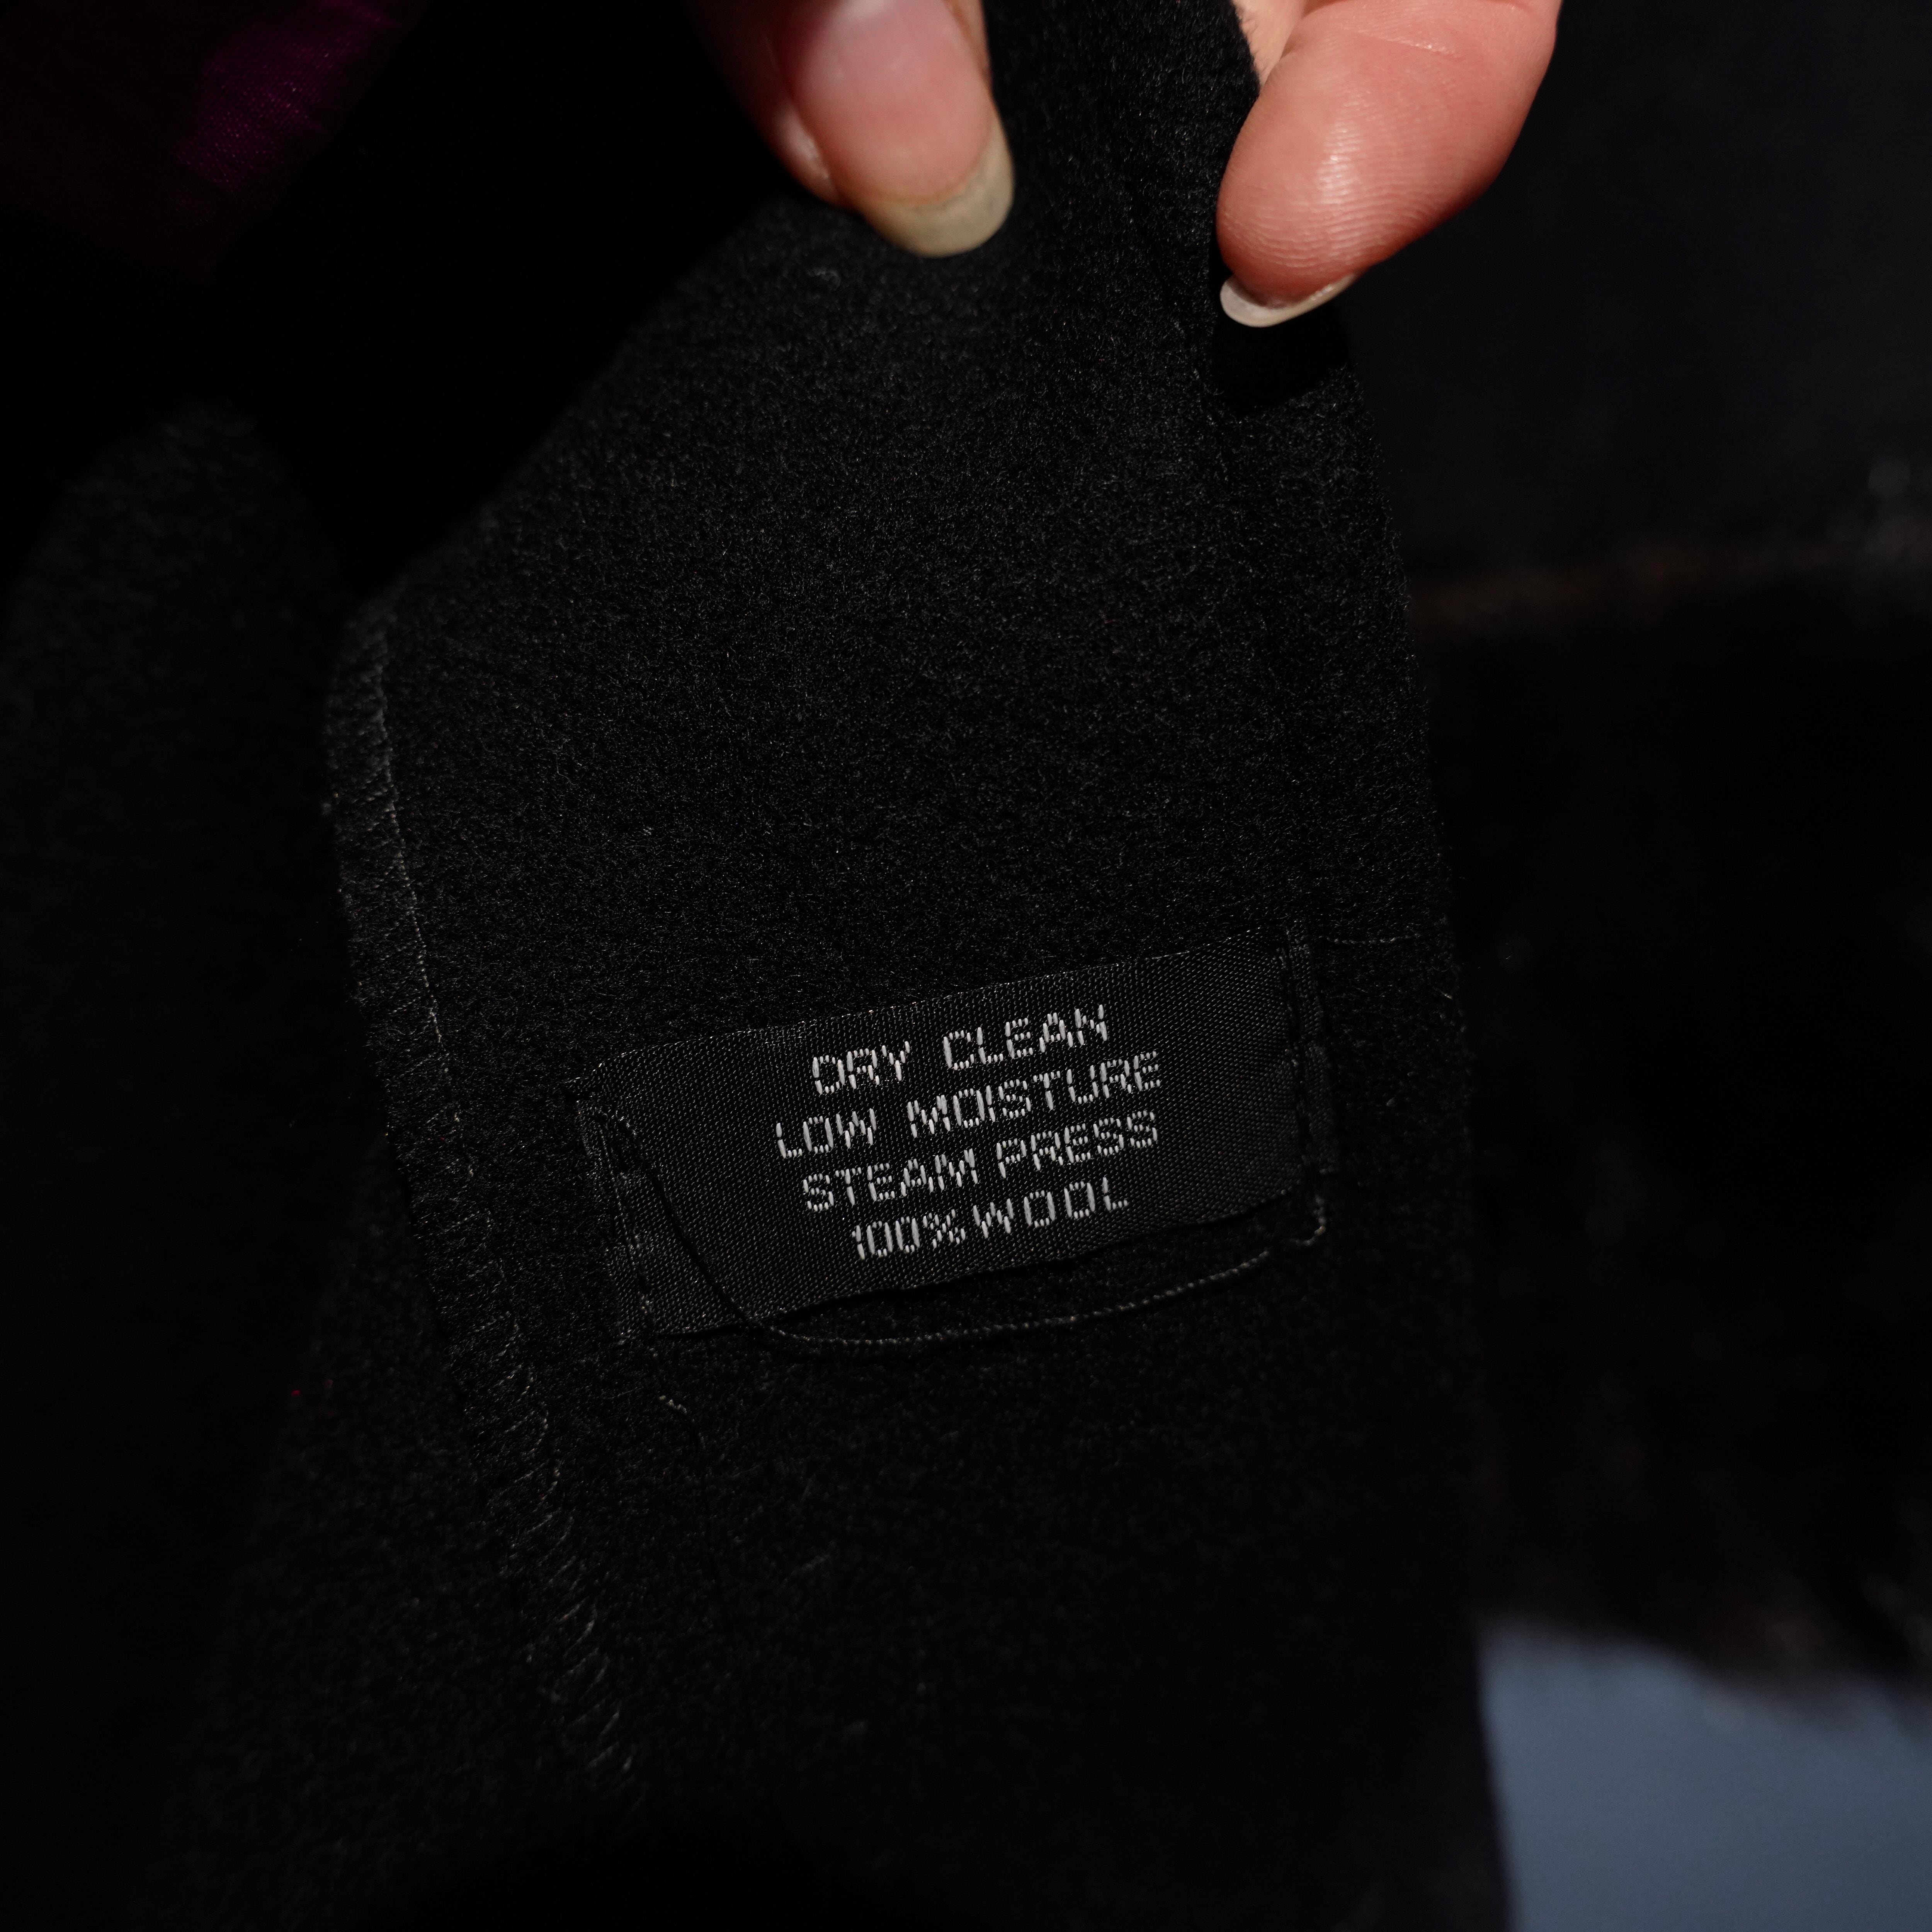 DRY CLEAN
LOW MOISTURE
STEAM PRESS
100% WOOL